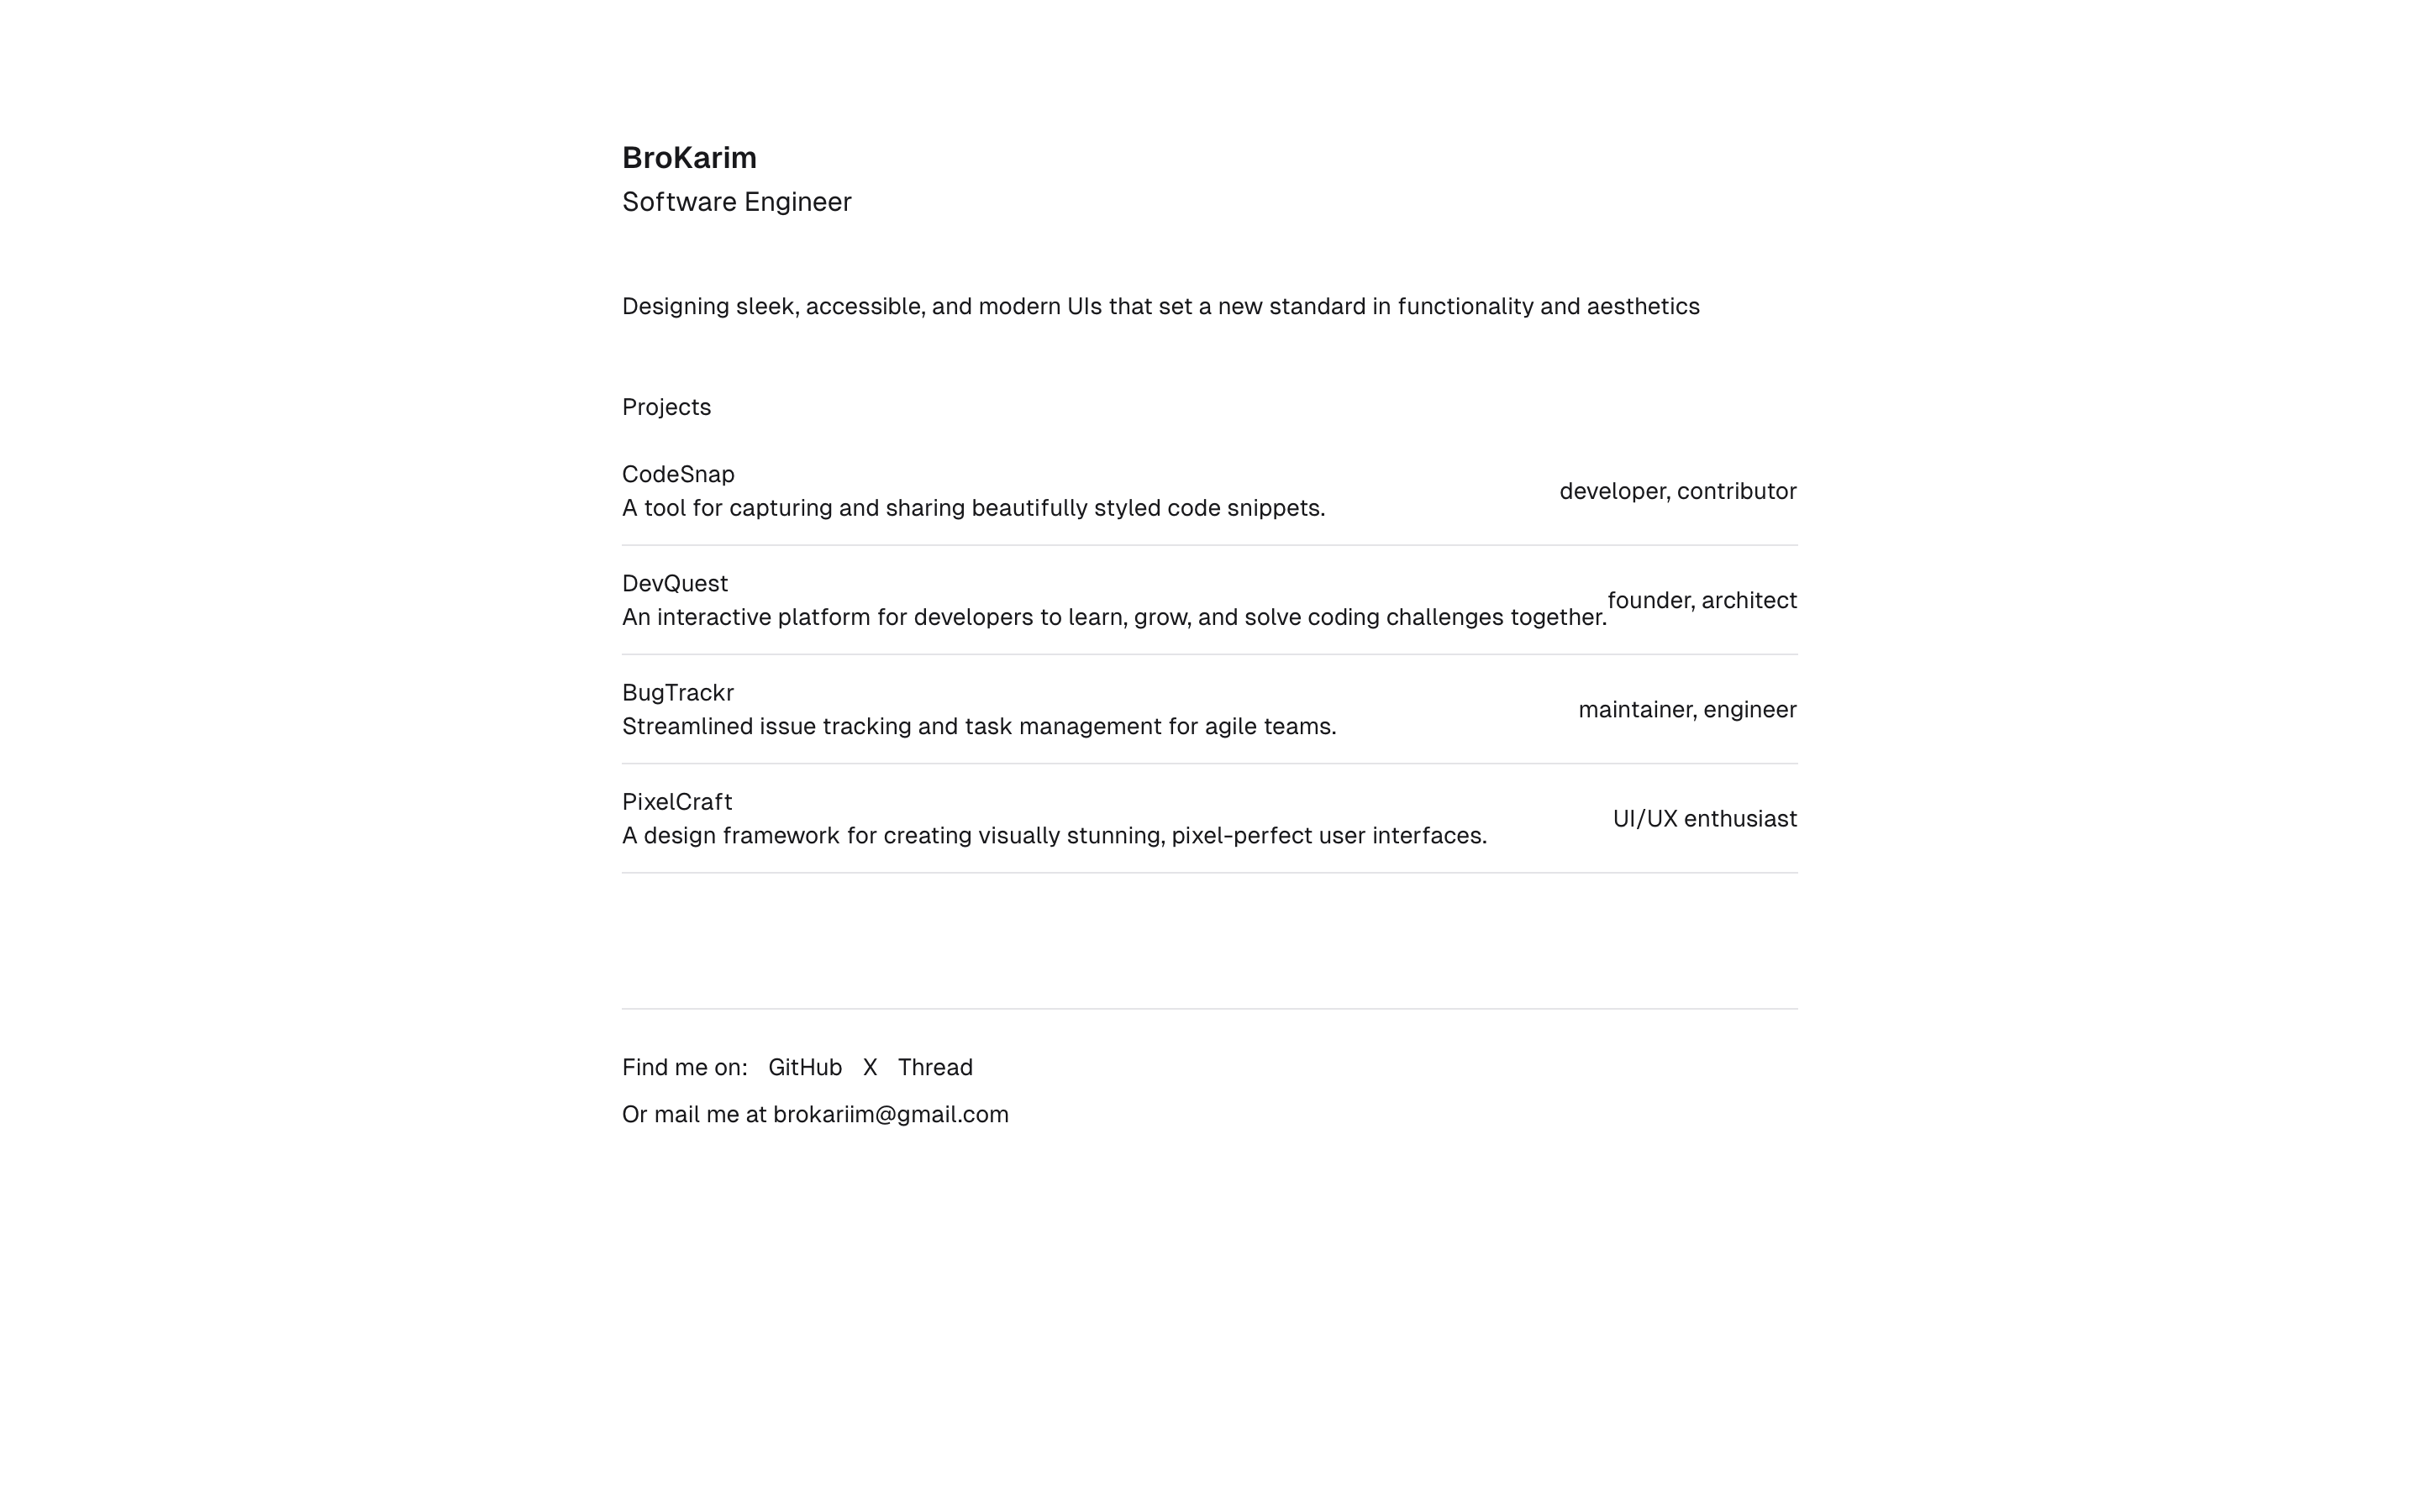 BroKarim
Software Engineer
Designing sleek, accessible, and modern UIs that set a new standard in functionality and aesthetics
Projects
CodeSnap
A tool for capturing and sharing beautifully styled code snippets.
developer, contributor
DevQuest
An interactive platform for developers to learn, grow, and solve coding challenges together.
founder, architect
BugTrackr
Streamlined issue tracking and task management for agile teams.
maintainer, engineer
PixelCraft
A design framework for creating visually stunning, pixel-perfect user interfaces.
UI/UX enthusiast
Find me on: GitHub X Thread
Or mail me at brokariim@gmail.com